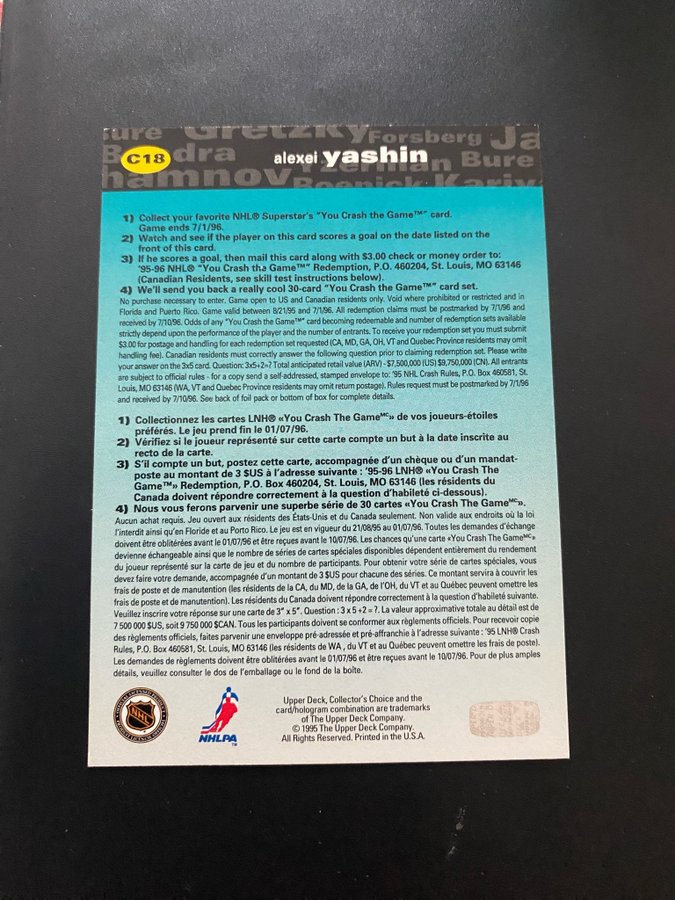 ure Gretzky Forsberg Ja
B C18 dra alexei yashin Bure
hamnov Yzerman Roenick Kariy
1) Collect your favorite NHL® Superstar's "You Crash the Game™" card.
Game ends 7/1/96.
2) Watch and see if the player on this card scores a goal on the date listed on the
front of this card.
3) If he scores a goal, then mail this card along with $3.00 check or money order to:
'95-96 NHL® "You Crash tha Game™" Redemption, P.O. 460204, St. Louis, MO 63146
(Canadian Residents, see skill test instructions below).
4) We'll send you back a really cool 30-card "You Crash the Game™" card set.
No purchase necessary to enter. Game open to US and Canadian residents only. Void where prohibited or restricted and in
Florida and Puerto Rico. Game valid between 8/21/95 and 7/1/96. All redemption claims must be postmarked by 7/1/96 and
received by 7/10/96. Odds of any "You Crash the Game™" card becoming redeemable and number of redemption sets available
strictly depend upon the performance of the player and the number of entrants. To receive your redemption set you must submit
$3.00 for postage and handling for each redemption set requested (CA, MD, GA, OH, VT and Quebec Province residents may omit
handling fee). Canadian residents must correctly answer the following question prior to claiming redemption set. Please write
your answer on the 3x5 card. Question: 3x5+2=? Total anticipated retail value (ARV) - $7,500,000 (US) $9,750,000 (CN). All entrants
are subject to official rules - for a copy send a self-addressed, stamped envelope to: '95 NHL Crash Rules, P.O. Box 460581, St.
Louis, MO 63146 (WA, VT and Quebec Province residents may omit return postage). Rules request must be postmarked by 7/1/96
and received by 7/10/96. See back of foil pack or bottom of box for complete details.
1) Collectionnez les cartes LNH® «You Crash The Game ᴹᶜ» de vos joueurs-étoiles
préférés. Le jeu prend fin le 01/07/96.
2) Vérifiez si le joueur représenté sur cette carte compte un but à la date inscrite au
recto de la carte.
3) S'il compte un but, postez cette carte, accompagnée d'un chèque ou d'un mandat-
poste au montant de 3 $US à l'adresse suivante : '95-96 LNH® «You Crash The
Game™» Redemption, P.O. Box 460204, St. Louis, MO 63146 (les résidents du
Canada doivent répondre correctement à la question d'habileté ci-dessous).
4) Nous vous ferons parvenir une superbe série de 30 cartes «You Crash The Game ᴹᶜ».
Aucun achat requis. Jeu ouvert aux résidents des États-Unis et du Canada seulement. Non valide aux endroits où la loi
l'interdit ainsi qu'en Floride et au Porto Rico. Le jeu est en vigueur du 21/08/95 au 01/07/96. Toutes les demandes d'échange
doivent être oblitérées avant le 01/07/96 et être reçues avant le 10/07/96. Les chances qu'une carte «You Crash The Game ᴹᶜ»
devienne échangeable ainsi que le nombre de séries de cartes spéciales disponibles dépendent entièrement du rendement
du joueur représenté sur la carte de jeu et du nombre de participants. Pour obtenir votre série de cartes spéciales, vous
devez faire votre demande, accompagnée d'un montant de 3 $US pour chacune des séries. Ce montant servira à couvrir les
frais de poste et de manutention (les résidents de la CA, du MD, de la GA, de l'OH, du VT et au Québec peuvent omettre les
frais de poste et de manutention). Les résidents du Canada doivent répondre correctement à la question d'habileté suivante.
Veuillez inscrire votre réponse sur une carte de 3" x 5". Question : 3 x 5 +2 = ?. La valeur approximative totale au détail est de
7 500 000 $US, soit 9 750 000 $CAN. Tous les participants doivent se conformer aux règlements officiels. Pour recevoir copie
des règlements officiels, faites parvenir une enveloppe pré-adressée et pré-affranchie à l'adresse suivante : '95 LNH® Crash
Rules, P.O. Box 460581, St. Louis, MO 63146 (les résidents de WA , du VT et au Québec peuvent omettre les frais de poste).
Les demandes de règlements doivent être oblitérées avant le 01/07/96 et être reçues avant le 10/07/96. Pour de plus amples
détails, veuillez consulter le dos de l'emballage ou le fond de la boîte.
NHL
NHLPA™
Upper Deck, Collector's Choice and the
card/hologram combination are trademarks
of The Upper Deck Company.
© 1995 The Upper Deck Company.
All Rights Reserved. Printed in the U.S.A.